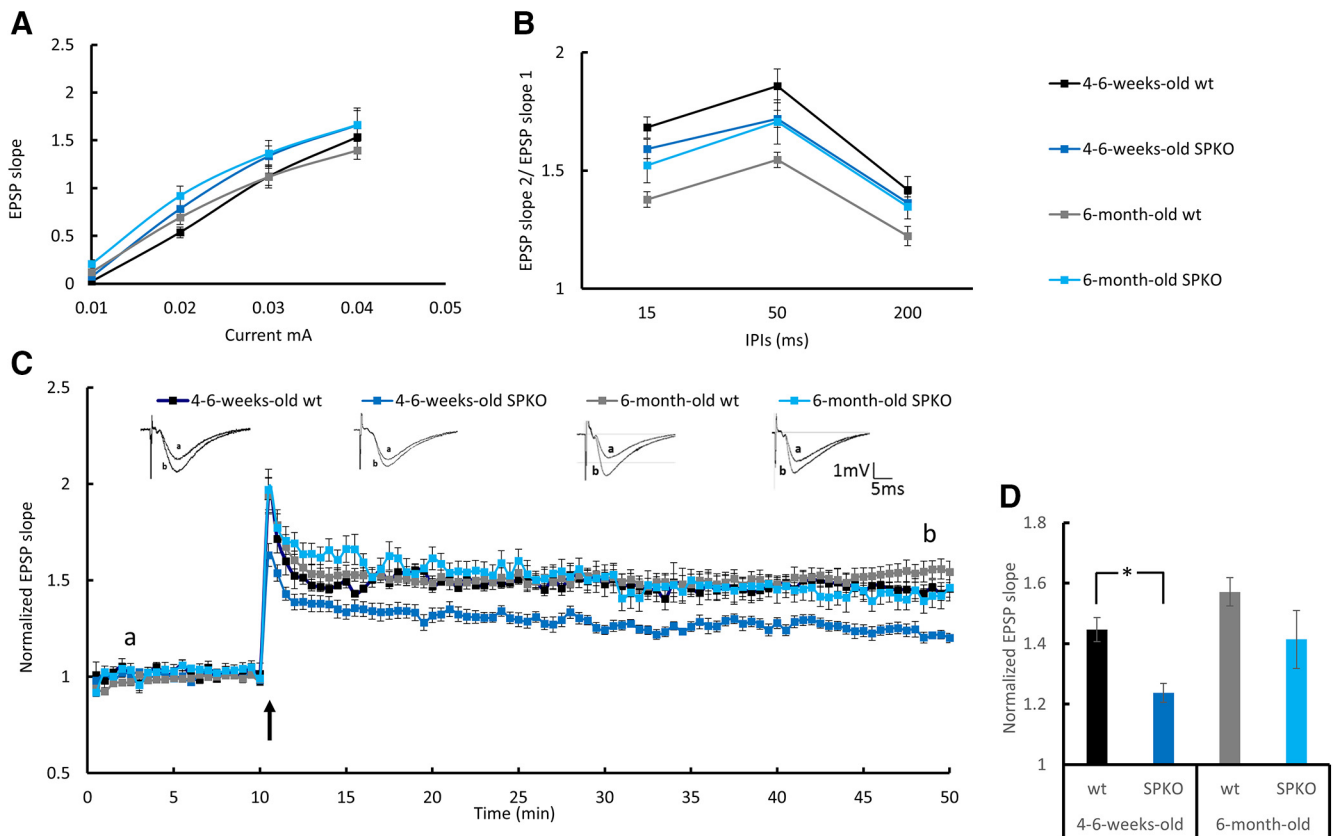 A
EPSP slope
2.5
2
1.5
1
0.5
0
0.01 0.02 0.03 0.04 0.05
Current mA
B
EPSP slope 2/ EPSP slope 1
2
1.5
1
15 50 200
IPIs (ms)
4-6-weeks-old wt
4-6-weeks-old SPKO
6-month-old wt
6-month-old SPKO
C
Normalized EPSP slope
2.5
2
1.5
1
0.5
4-6-weeks-old wt 4-6-weeks-old SPKO 6-month-old wt 6-month-old SPKO
a
b
a
b
a
b
a
b
1mV
5ms
a
b
0 5 10 15 20 25 30 35 40 45 50
Time (min)
D
Normalized EPSP slope
1.8
1.6
1.4
1.2
1
*
wt SPKO wt SPKO
4-6-weeks-old 6-month-old